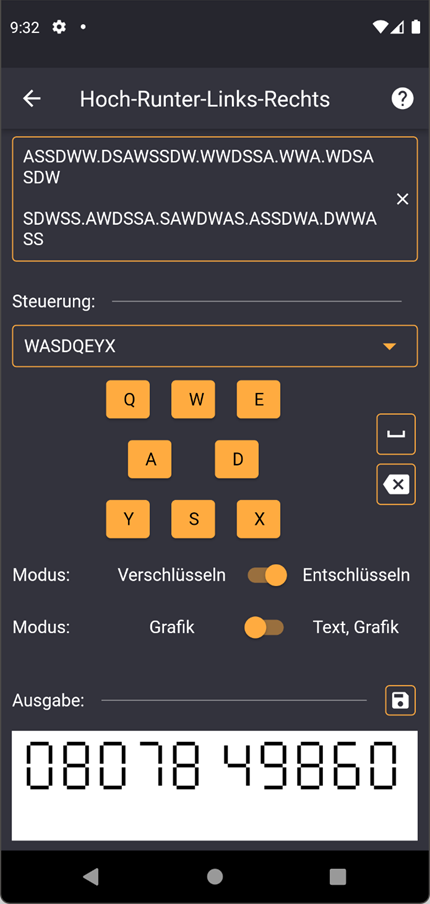 9:32
Hoch-Runter-Links-Rechts
ASSDWW.DSAWSSDW.WWDSSA.WWA.WDSA
SDW
SDWSS.AWDSSA.SAWDWAS.ASSDWA.DWWA
SS
Steuerung:
WASDQEYX
Q W E
A D
Y S X
Modus: Verschlüsseln Entschlüsseln
Modus: Grafik Text, Grafik
Ausgabe:
08078 49860